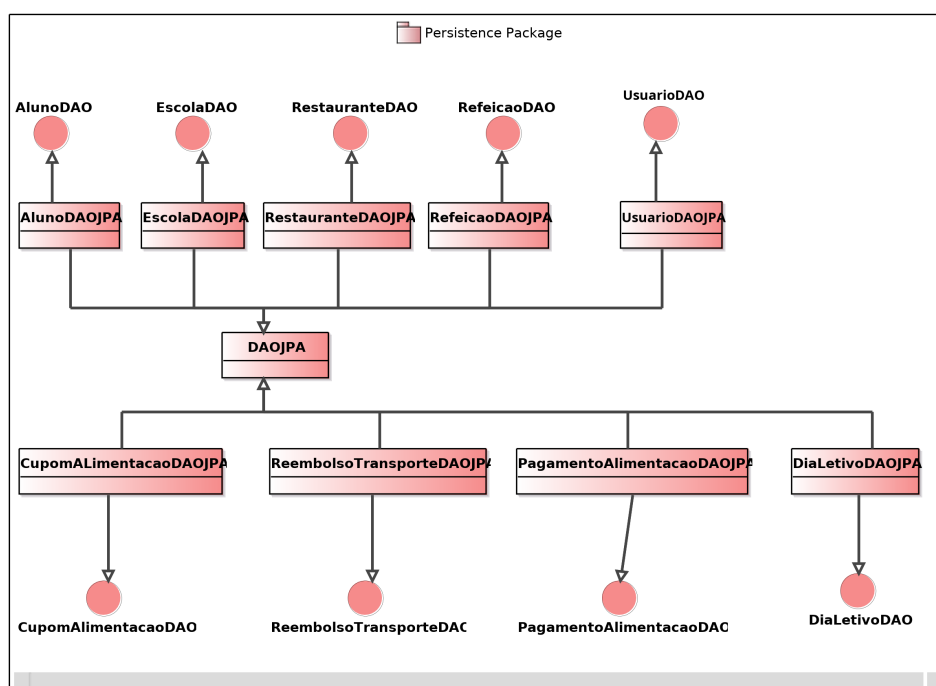 Persistence Package
UsuarioDAO
AlunoDAO
EscolaDAO
RestauranteDAO
RefeicaoDAO
AlunoDAOJPA
EscolaDAOJPA
RestauranteDAOJPA
RefeicaoDAOJPA
UsuarioDAOJPA
DAOJPA
CupomALimentacaoDAOJPA
ReembolsoTransporteDAOJPA
PagamentoAlimentacaoDAOJPA
DiaLetivoDAOJPA
CupomAlimentacaoDAO
ReembolsoTransporteDAO
PagamentoAlimentacaoDAO
DiaLetivoDAO